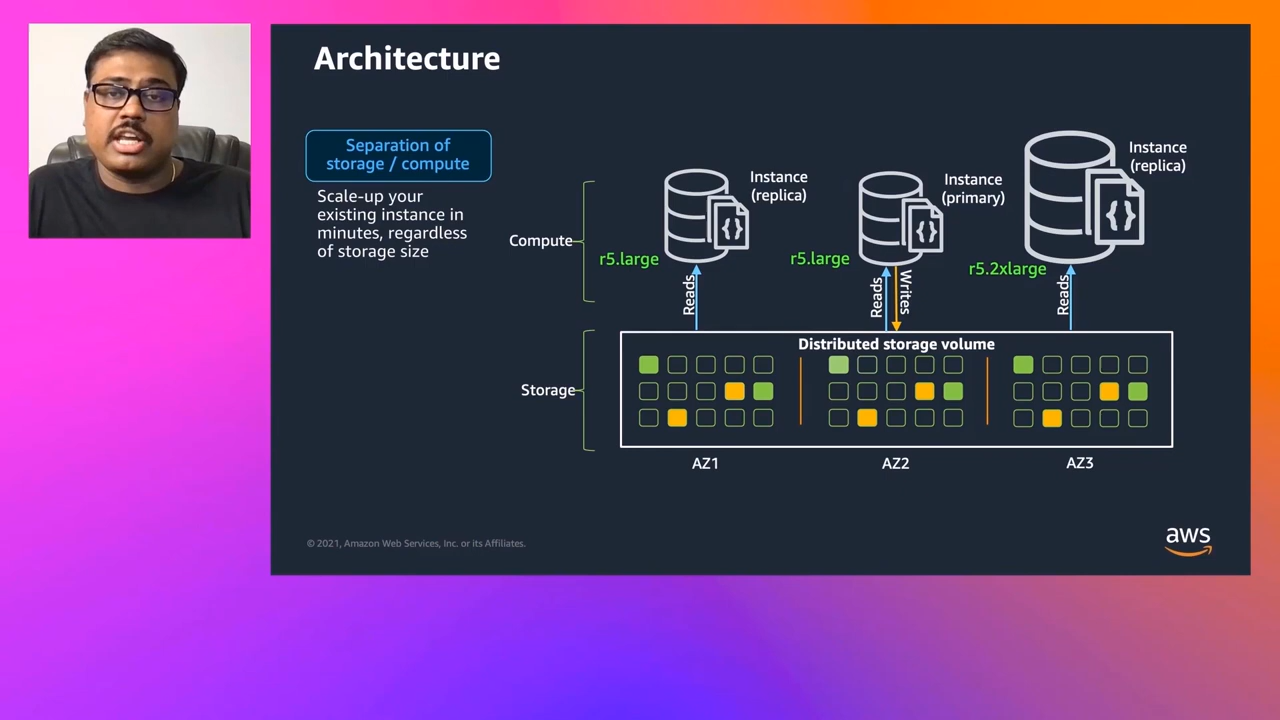 Architecture
Separation of
storage / compute
Scale-up your
existing instance in
minutes, regardless
of storage size
Compute
Instance
(replica)
r5.large
Reads
Instance
(primary)
r5.large
Reads
Writes
Instance
(replica)
r5.2xlarge
Reads
Storage
Distributed storage volume
AZ1
AZ2
AZ3
© 2021, Amazon Web Services, Inc. or its Affiliates.
aws